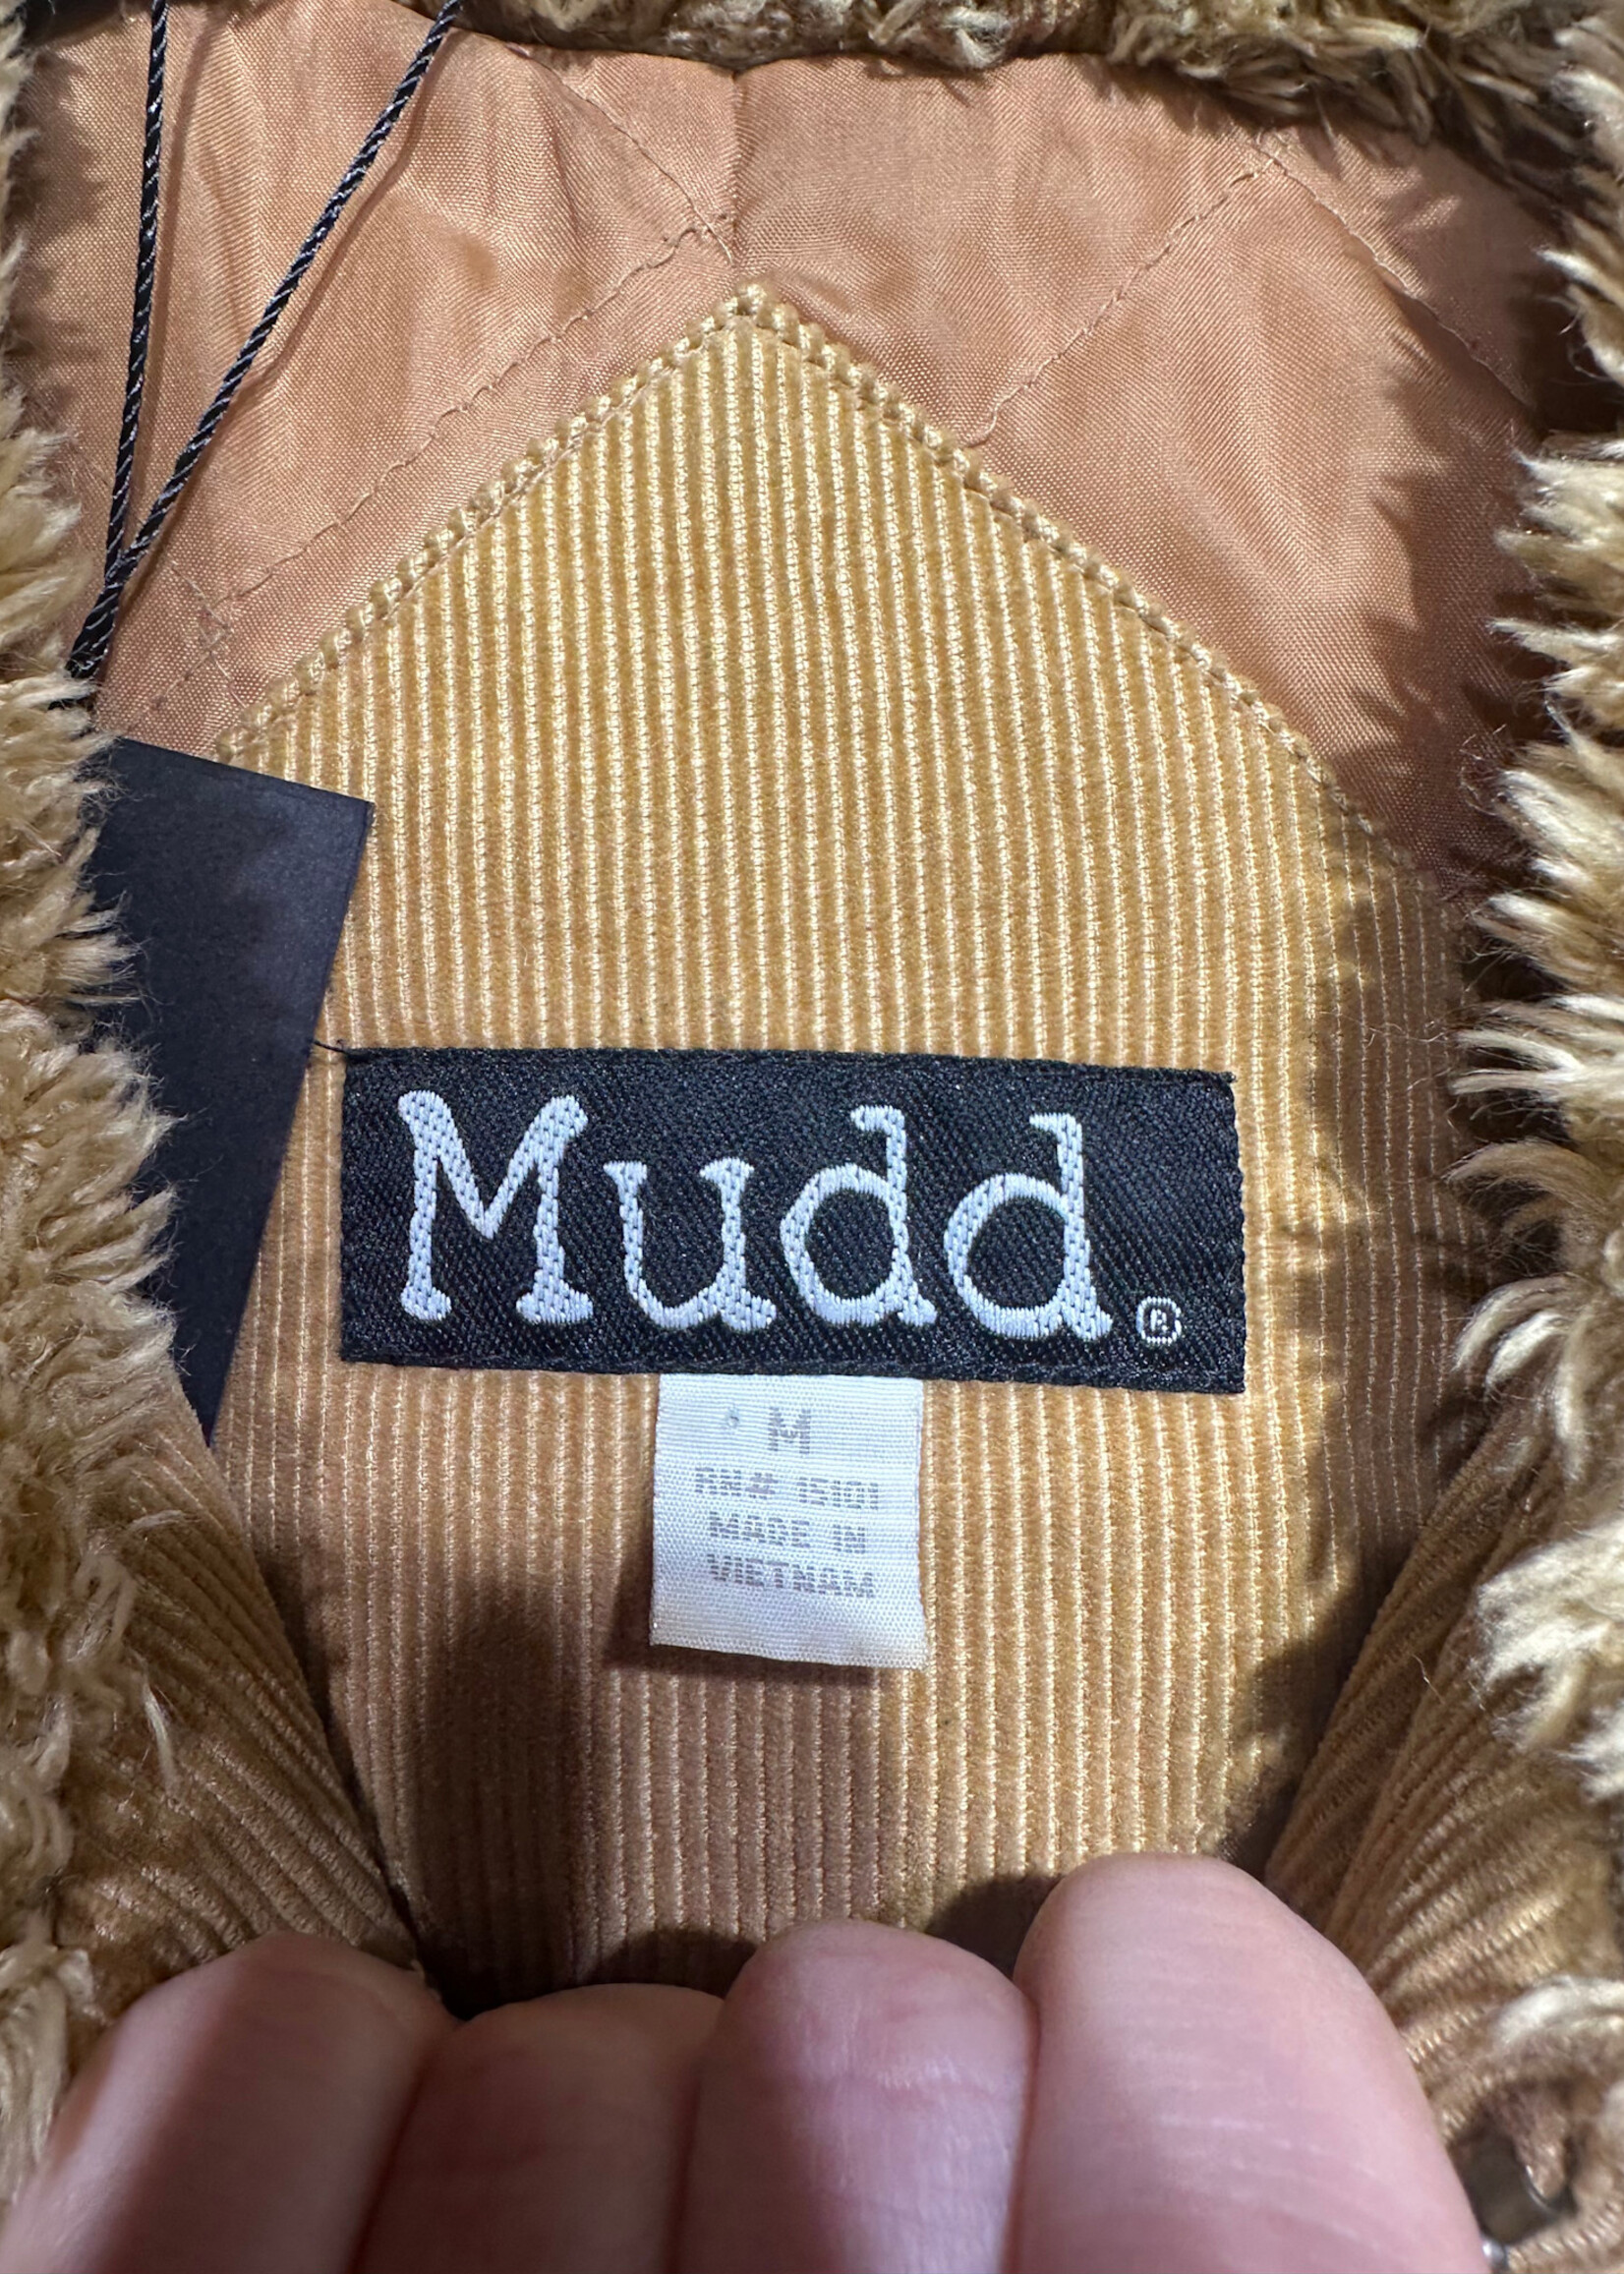 Mudd®
M
RN# 15101
MADE IN
VIETNAM